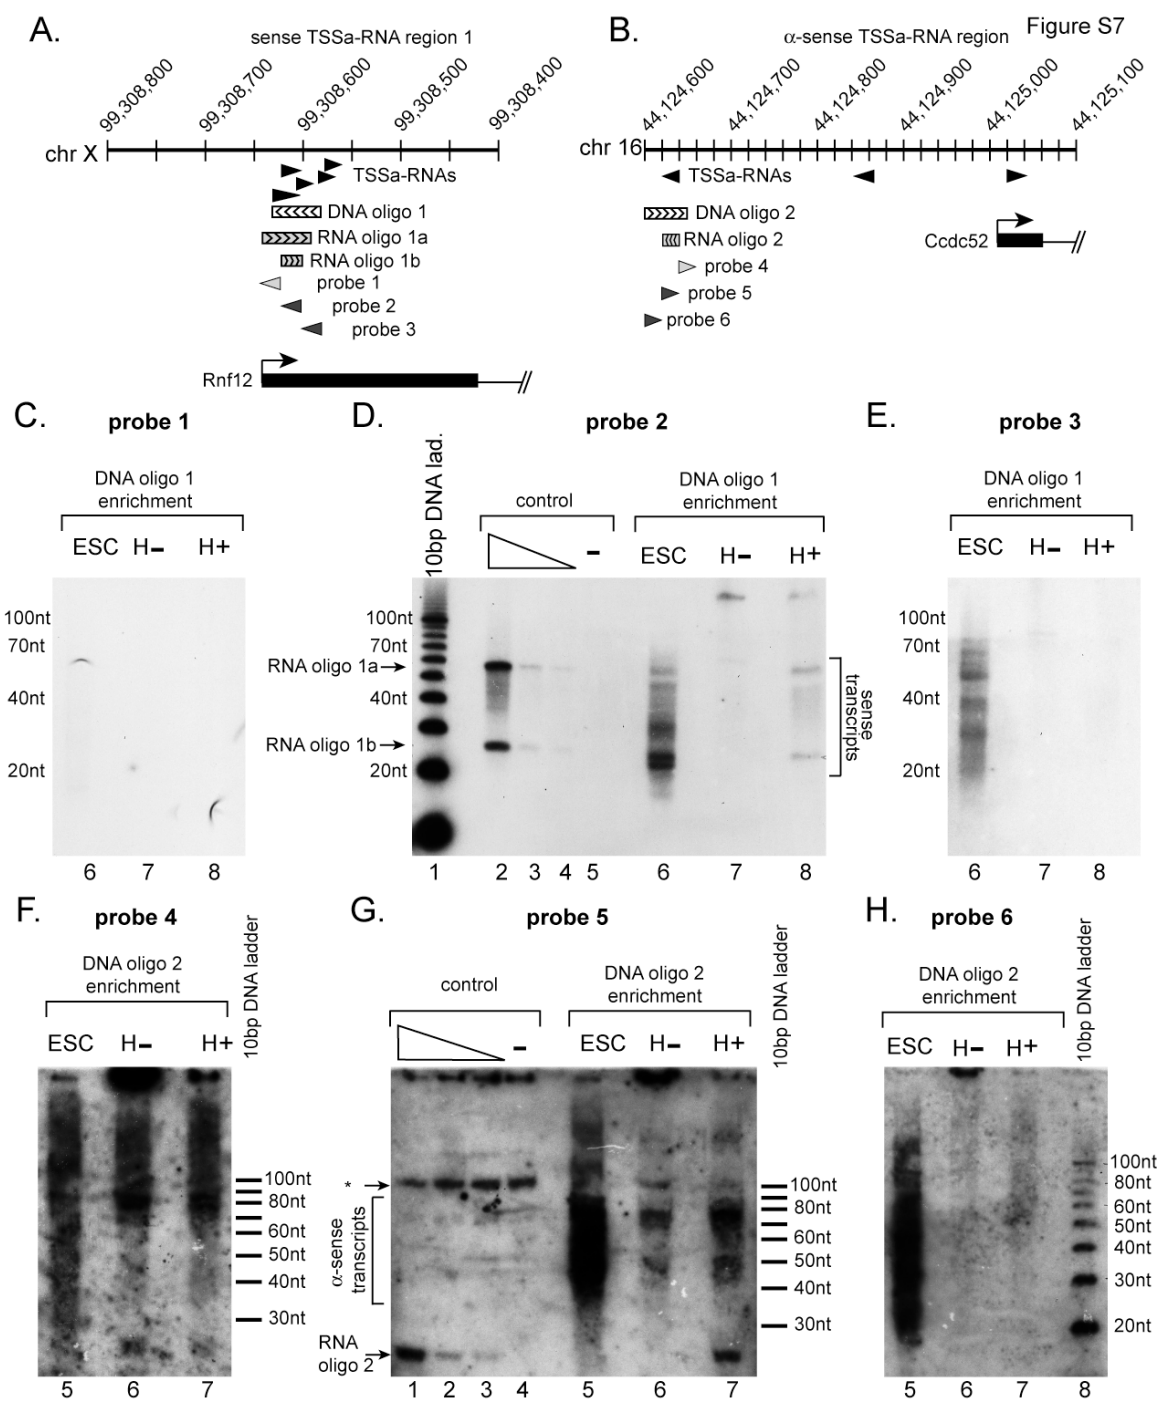 A.
B.
Figure S7
sense TSSa-RNA region 1
α-sense TSSa-RNA region
99,308,800
99,308,700
99,308,600
99,308,500
99,308,400
44,124,600
44,124,700
44,124,800
44,124,900
44,125,000
44,125,100
chr X
chr 16
TSSa-RNAs
TSSa-RNAs
DNA oligo 1
RNA oligo 1a
RNA oligo 1b
probe 1
probe 2
probe 3
Rnf12
DNA oligo 2
RNA oligo 2
probe 4
probe 5
probe 6
Ccdc52
C.
probe 1
DNA oligo 1
enrichment
ESC H– H+
100nt
70nt
40nt
20nt
6 7 8
D.
probe 2
10bp DNA lad.
control
DNA oligo 1
enrichment
–
ESC H– H+
100nt
70nt
RNA oligo 1a
40nt
RNA oligo 1b
20nt
sense
transcripts
1 2 3 4 5 6 7 8
E.
probe 3
DNA oligo 1
enrichment
ESC H– H+
100nt
70nt
40nt
20nt
6 7 8
F.
probe 4
DNA oligo 2
enrichment
ESC H– H+
10bp DNA ladder
100nt
80nt
60nt
50nt
40nt
30nt
5 6 7
G.
probe 5
control
DNA oligo 2
enrichment
–
ESC H– H+
10bp DNA ladder
*
α-sense
transcripts
RNA
oligo 2
100nt
80nt
60nt
50nt
40nt
30nt
1 2 3 4 5 6 7
H.
probe 6
DNA oligo 2
enrichment
ESC H– H+
10bp DNA ladder
100nt
80nt
60nt
50nt
40nt
30nt
20nt
5 6 7 8